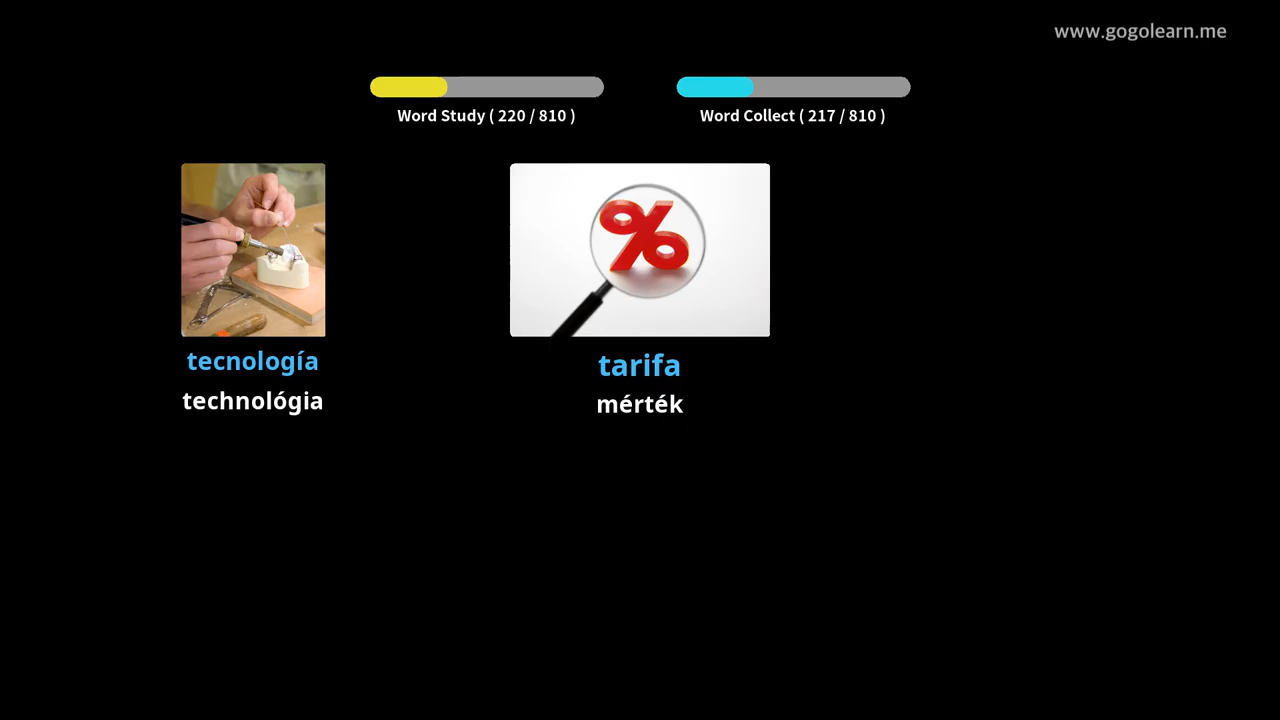 www.gogolearn.me
Word Study ( 220 / 810 )
Word Collect ( 217 / 810 )
%
tecnología
technológia
tarifa
mérték